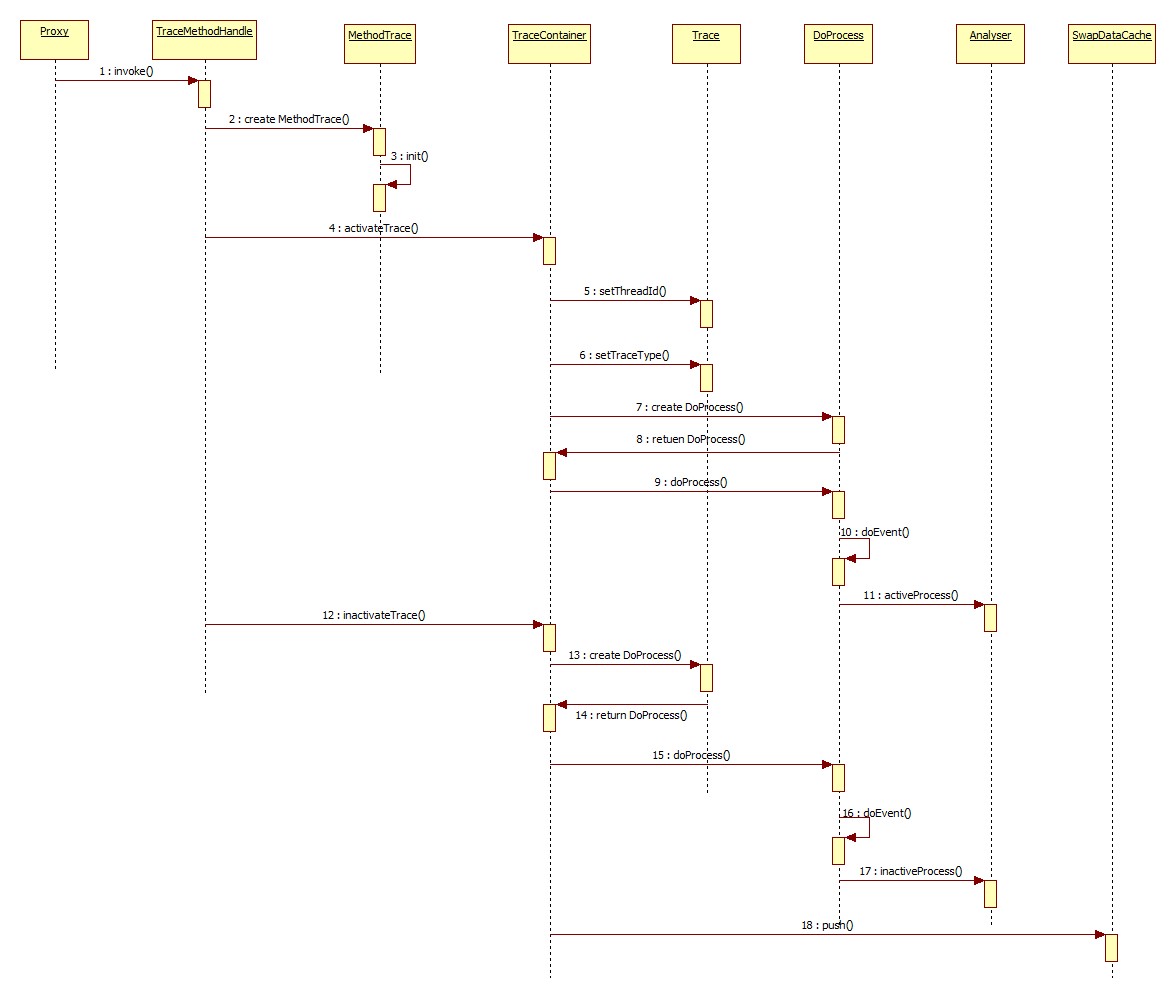 Proxy
TraceMethodHandle
MethodTrace
TraceContainer
Trace
DoProcess
Analyser
SwapDataCache
1 : invoke()
2 : create MethodTrace()
3 : init()
4 : activateTrace()
5 : setThreadId()
6 : setTraceType()
7 : create DoProcess()
8 : retuen DoProcess()
9 : doProcess()
10 : doEvent()
11 : activeProcess()
12 : inactivateTrace()
13 : create DoProcess()
14 : return DoProcess()
15 : doProcess()
16 : doEvent()
17 : inactiveProcess()
18 : push()